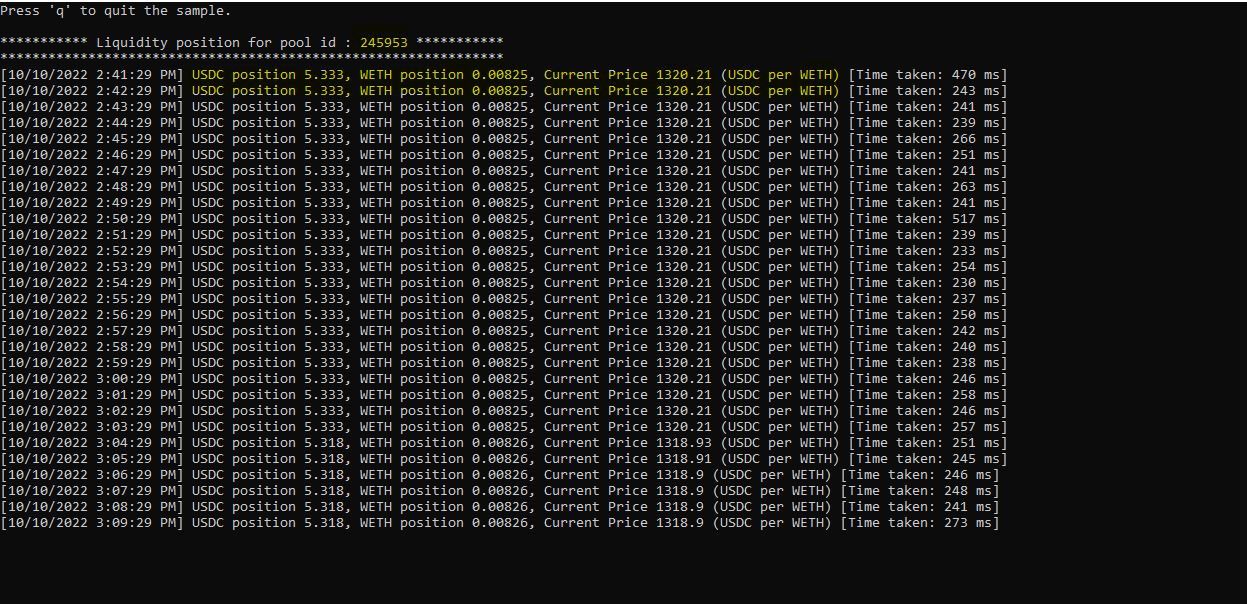 Press 'q' to quit the sample.
*********** Liquidity position for pool id : 245953 ***********
***************************************************************
[10/10/2022 2:41:29 PM] USDC position 5.333, WETH position 0.00825, Current Price 1320.21 (USDC per WETH) [Time taken: 470 ms]
[10/10/2022 2:42:29 PM] USDC position 5.333, WETH position 0.00825, Current Price 1320.21 (USDC per WETH) [Time taken: 243 ms]
[10/10/2022 2:43:29 PM] USDC position 5.333, WETH position 0.00825, Current Price 1320.21 (USDC per WETH) [Time taken: 241 ms]
[10/10/2022 2:44:29 PM] USDC position 5.333, WETH position 0.00825, Current Price 1320.21 (USDC per WETH) [Time taken: 239 ms]
[10/10/2022 2:45:29 PM] USDC position 5.333, WETH position 0.00825, Current Price 1320.21 (USDC per WETH) [Time taken: 266 ms]
[10/10/2022 2:46:29 PM] USDC position 5.333, WETH position 0.00825, Current Price 1320.21 (USDC per WETH) [Time taken: 251 ms]
[10/10/2022 2:47:29 PM] USDC position 5.333, WETH position 0.00825, Current Price 1320.21 (USDC per WETH) [Time taken: 241 ms]
[10/10/2022 2:48:29 PM] USDC position 5.333, WETH position 0.00825, Current Price 1320.21 (USDC per WETH) [Time taken: 263 ms]
[10/10/2022 2:49:29 PM] USDC position 5.333, WETH position 0.00825, Current Price 1320.21 (USDC per WETH) [Time taken: 241 ms]
[10/10/2022 2:50:29 PM] USDC position 5.333, WETH position 0.00825, Current Price 1320.21 (USDC per WETH) [Time taken: 517 ms]
[10/10/2022 2:51:29 PM] USDC position 5.333, WETH position 0.00825, Current Price 1320.21 (USDC per WETH) [Time taken: 239 ms]
[10/10/2022 2:52:29 PM] USDC position 5.333, WETH position 0.00825, Current Price 1320.21 (USDC per WETH) [Time taken: 233 ms]
[10/10/2022 2:53:29 PM] USDC position 5.333, WETH position 0.00825, Current Price 1320.21 (USDC per WETH) [Time taken: 254 ms]
[10/10/2022 2:54:29 PM] USDC position 5.333, WETH position 0.00825, Current Price 1320.21 (USDC per WETH) [Time taken: 230 ms]
[10/10/2022 2:55:29 PM] USDC position 5.333, WETH position 0.00825, Current Price 1320.21 (USDC per WETH) [Time taken: 237 ms]
[10/10/2022 2:56:29 PM] USDC position 5.333, WETH position 0.00825, Current Price 1320.21 (USDC per WETH) [Time taken: 250 ms]
[10/10/2022 2:57:29 PM] USDC position 5.333, WETH position 0.00825, Current Price 1320.21 (USDC per WETH) [Time taken: 242 ms]
[10/10/2022 2:58:29 PM] USDC position 5.333, WETH position 0.00825, Current Price 1320.21 (USDC per WETH) [Time taken: 240 ms]
[10/10/2022 2:59:29 PM] USDC position 5.333, WETH position 0.00825, Current Price 1320.21 (USDC per WETH) [Time taken: 238 ms]
[10/10/2022 3:00:29 PM] USDC position 5.333, WETH position 0.00825, Current Price 1320.21 (USDC per WETH) [Time taken: 246 ms]
[10/10/2022 3:01:29 PM] USDC position 5.333, WETH position 0.00825, Current Price 1320.21 (USDC per WETH) [Time taken: 258 ms]
[10/10/2022 3:02:29 PM] USDC position 5.333, WETH position 0.00825, Current Price 1320.21 (USDC per WETH) [Time taken: 246 ms]
[10/10/2022 3:03:29 PM] USDC position 5.333, WETH position 0.00825, Current Price 1320.21 (USDC per WETH) [Time taken: 257 ms]
[10/10/2022 3:04:29 PM] USDC position 5.318, WETH position 0.00826, Current Price 1318.93 (USDC per WETH) [Time taken: 251 ms]
[10/10/2022 3:05:29 PM] USDC position 5.318, WETH position 0.00826, Current Price 1318.91 (USDC per WETH) [Time taken: 245 ms]
[10/10/2022 3:06:29 PM] USDC position 5.318, WETH position 0.00826, Current Price 1318.9 (USDC per WETH) [Time taken: 246 ms]
[10/10/2022 3:07:29 PM] USDC position 5.318, WETH position 0.00826, Current Price 1318.9 (USDC per WETH) [Time taken: 248 ms]
[10/10/2022 3:08:29 PM] USDC position 5.318, WETH position 0.00826, Current Price 1318.9 (USDC per WETH) [Time taken: 241 ms]
[10/10/2022 3:09:29 PM] USDC position 5.318, WETH position 0.00826, Current Price 1318.9 (USDC per WETH) [Time taken: 273 ms]